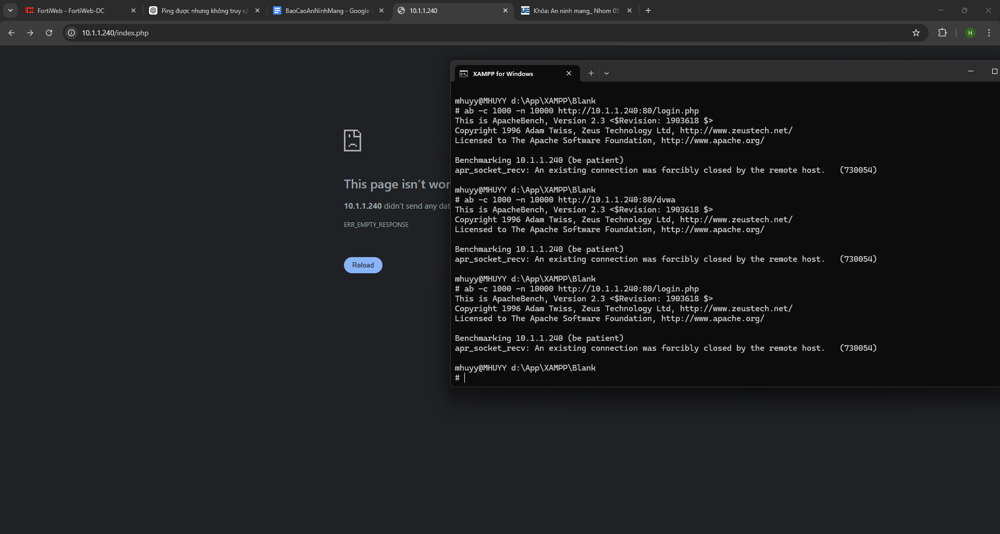 FortiWeb - FortiWeb-DC
Ping được nhưng không truy
BaoCaoAnNinhMang - Google
10.1.1.240
Khóa: An ninh mang_ Nhom 05
10.1.1.240/index.php
H
XAMPP for Windows
This page isn’t wor
10.1.1.240 didn’t send any dat
ERR_EMPTY_RESPONSE
Reload
mhuyy@MHUYY d:\App\XAMPP\Blank
# ab -c 1000 -n 10000 http://10.1.1.240:80/login.php
This is ApacheBench, Version 2.3 <$Revision: 1903618 $>
Copyright 1996 Adam Twiss, Zeus Technology Ltd, http://www.zeustech.net/
Licensed to The Apache Software Foundation, http://www.apache.org/
Benchmarking 10.1.1.240 (be patient)
apr_socket_recv: An existing connection was forcibly closed by the remote host.   (730054)
mhuyy@MHUYY d:\App\XAMPP\Blank
# ab -c 1000 -n 10000 http://10.1.1.240:80/dvwa
This is ApacheBench, Version 2.3 <$Revision: 1903618 $>
Copyright 1996 Adam Twiss, Zeus Technology Ltd, http://www.zeustech.net/
Licensed to The Apache Software Foundation, http://www.apache.org/
Benchmarking 10.1.1.240 (be patient)
apr_socket_recv: An existing connection was forcibly closed by the remote host.   (730054)
mhuyy@MHUYY d:\App\XAMPP\Blank
# ab -c 1000 -n 10000 http://10.1.1.240:80/login.php
This is ApacheBench, Version 2.3 <$Revision: 1903618 $>
Copyright 1996 Adam Twiss, Zeus Technology Ltd, http://www.zeustech.net/
Licensed to The Apache Software Foundation, http://www.apache.org/
Benchmarking 10.1.1.240 (be patient)
apr_socket_recv: An existing connection was forcibly closed by the remote host.   (730054)
mhuyy@MHUYY d:\App\XAMPP\Blank
#